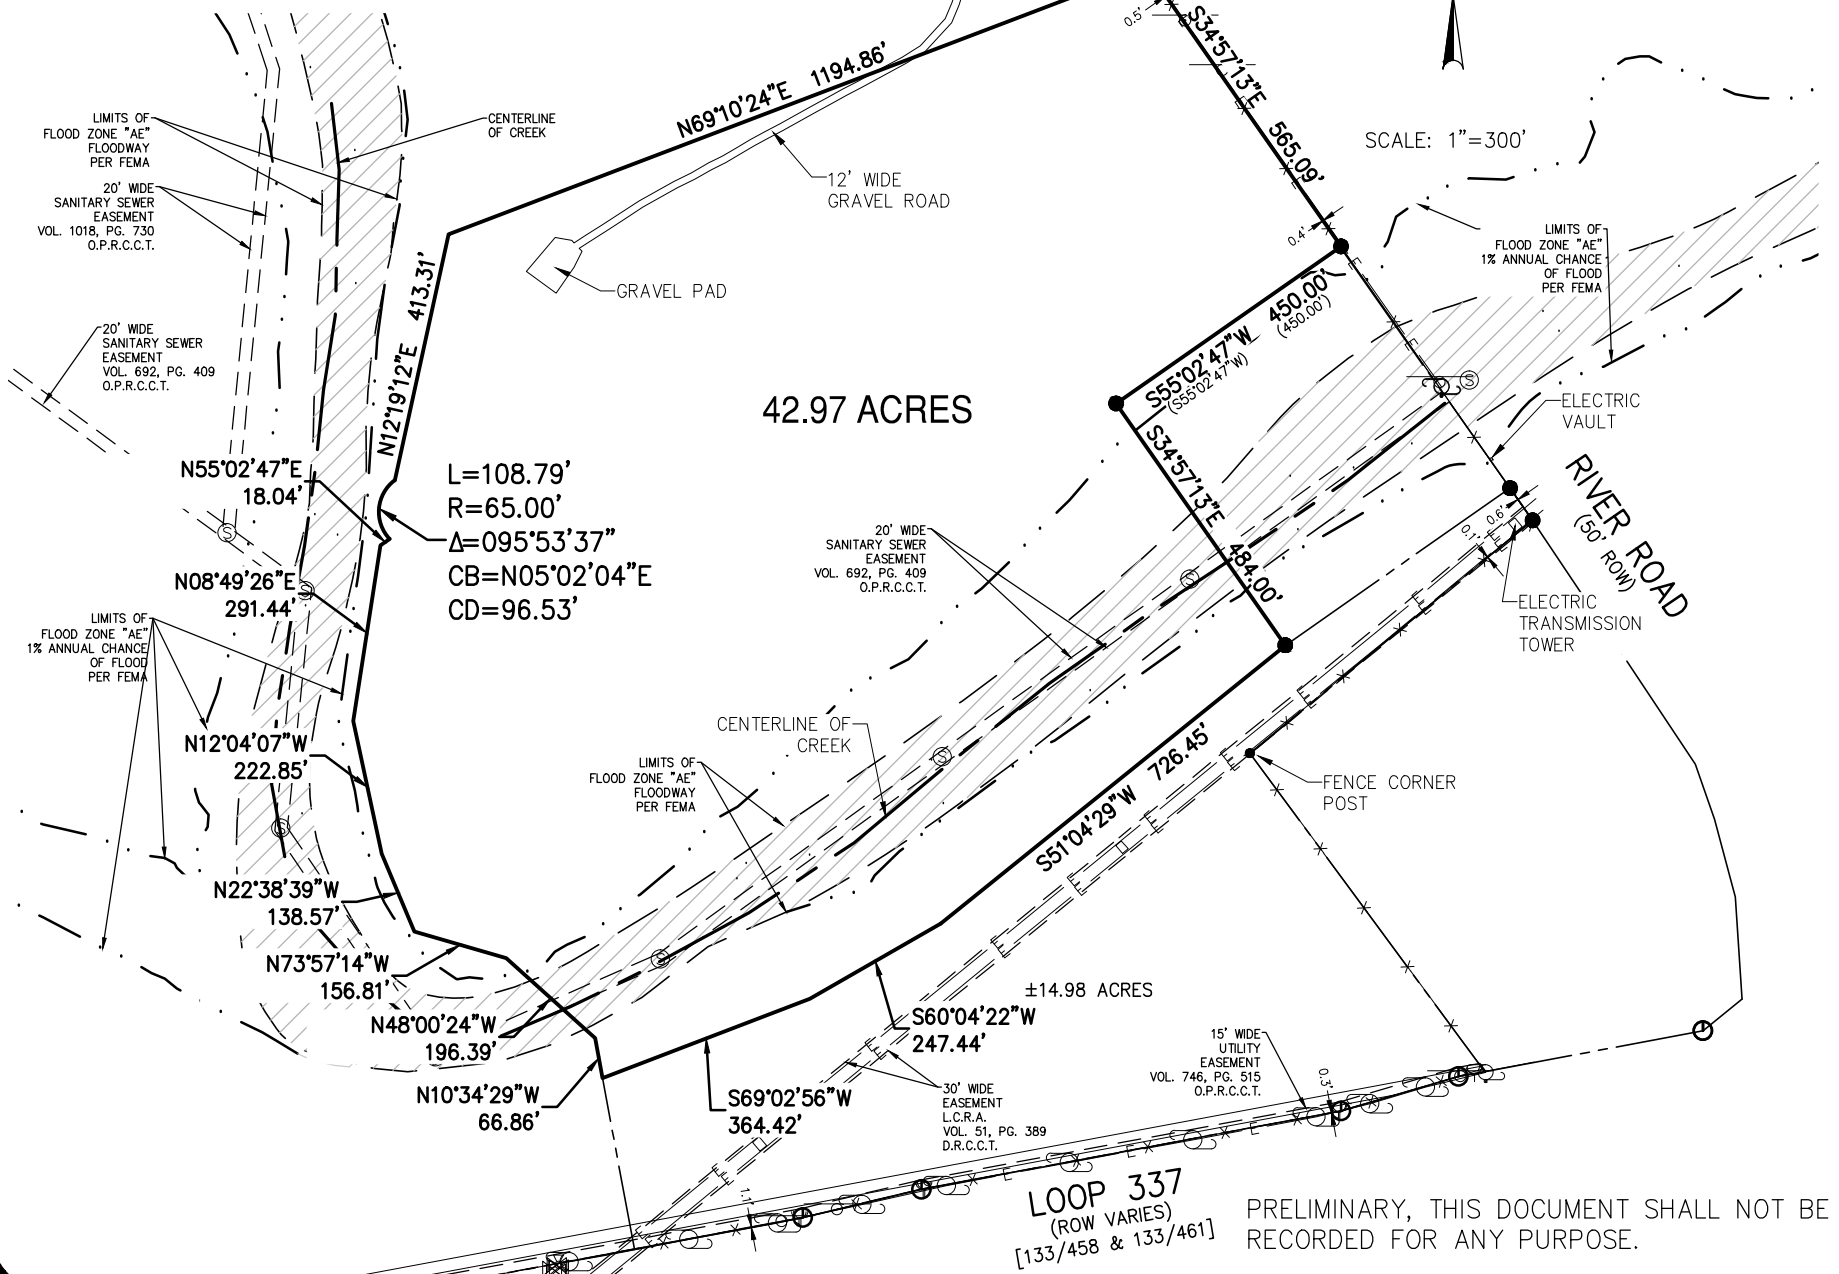 0.5'
S34°57'13"E 565.09'
N69°10'24"E 1194.86'
LIMITS OF
FLOOD ZONE "AE"
FLOODWAY
PER FEMA
CENTERLINE
OF CREEK
SCALE: 1"=300'
20' WIDE
SANITARY SEWER
EASEMENT
VOL. 1018, PG. 730
O.P.R.C.C.T.
12' WIDE
GRAVEL ROAD
0.4'
LIMITS OF
FLOOD ZONE "AE"
1% ANNUAL CHANCE
OF FLOOD
PER FEMA
GRAVEL PAD
N12°19'12"E 413.31'
S55°02'47"W 450.00'
(S55°02'47"W) (450.00')
20' WIDE
SANITARY SEWER
EASEMENT
VOL. 692, PG. 409
O.P.R.C.C.T.
42.97 ACRES
ELECTRIC
VAULT
N55°02'47"E
18.04'
L=108.79'
R=65.00'
Δ=095°53'37"
CB=N05°02'04"E
CD=96.53'
S34°57'13"E 484.00'
RIVER ROAD
(50' ROW)
0.6'
0.1'
20' WIDE
SANITARY SEWER
EASEMENT
VOL. 692, PG. 409
O.P.R.C.C.T.
N08°49'26"E
291.44'
ELECTRIC
TRANSMISSION
TOWER
LIMITS OF
FLOOD ZONE "AE"
1% ANNUAL CHANCE
OF FLOOD
PER FEMA
N12°04'07"W
222.85'
CENTERLINE OF
CREEK
LIMITS OF
FLOOD ZONE "AE"
FLOODWAY
PER FEMA
S51°04'29"W 726.45'
FENCE CORNER
POST
N22°38'39"W
138.57'
N73°57'14"W
156.81'
±14.98 ACRES
N48°00'24"W
196.39'
S60°04'22"W
247.44'
15' WIDE
UTILITY
EASEMENT
VOL. 746, PG. 515
O.P.R.C.C.T.
0.3'
N10°34'29"W
66.86'
S69°02'56"W
364.42'
30' WIDE
EASEMENT
L.C.R.A.
VOL. 51, PG. 389
D.R.C.C.T.
LOOP 337
(ROW VARIES)
[133/458 & 133/461]
PRELIMINARY, THIS DOCUMENT SHALL NOT BE
RECORDED FOR ANY PURPOSE.